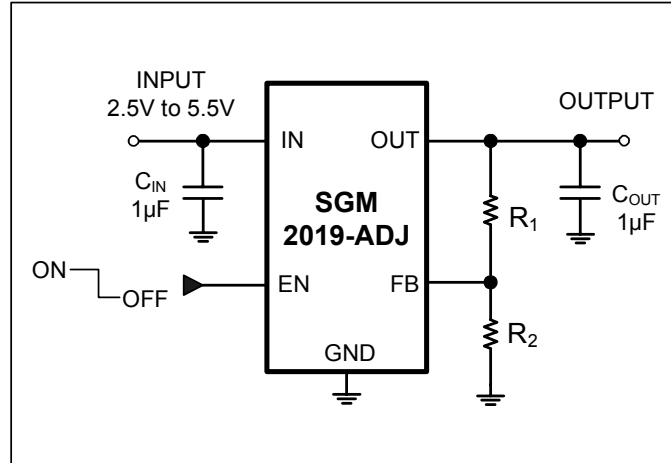 INPUT
2.5V to 5.5V
OUTPUT
IN
OUT
CIN
1µF
SGM
2019-ADJ
R1
COUT
1µF
ON
OFF
EN
FB
R2
GND